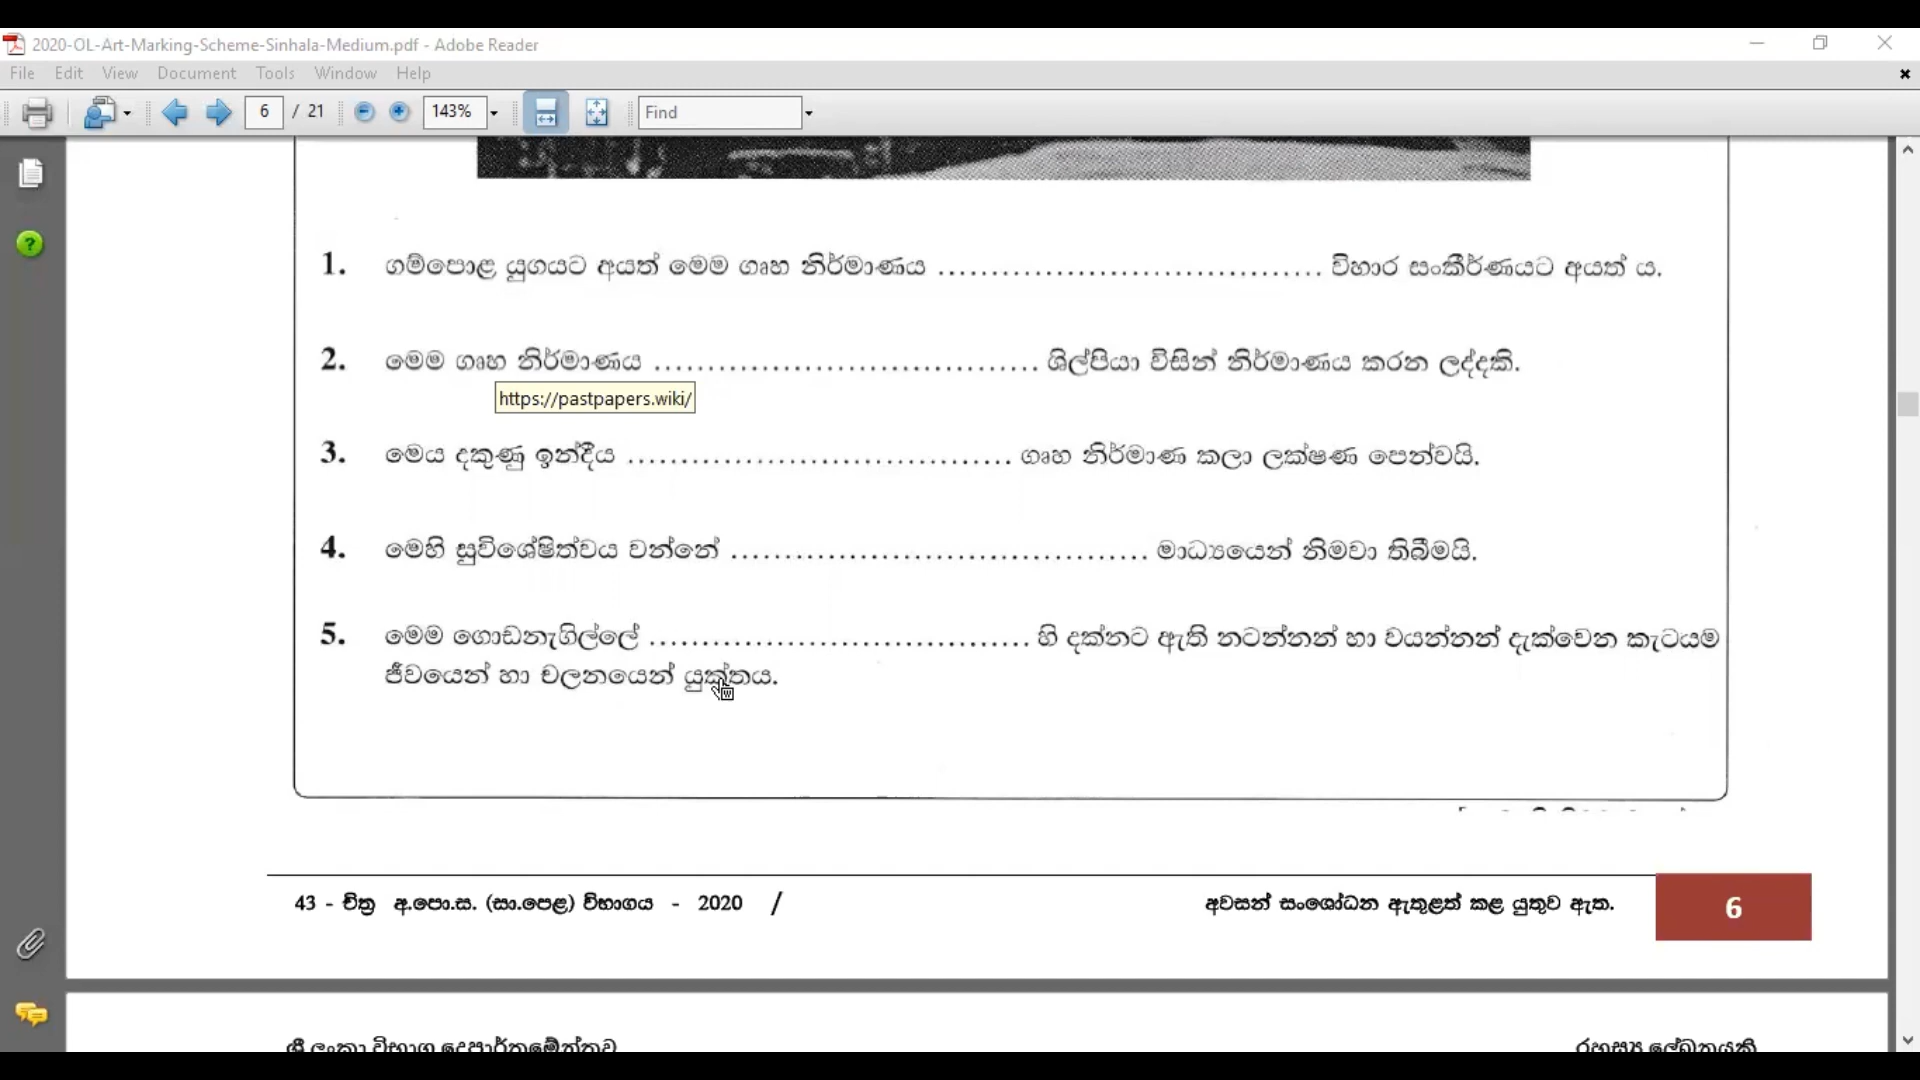 2020-OL-Art-Marking-Scheme-Sinhala-Medium.pdf - Adobe Reader
File Edit View Document Tools Window Help
6 / 21 143% Find
1. ගම්පොළ යුගයට අයත් මෙම ගෘහ නිර්මාණය .................................... විහාර සංකීර්ණයට අයත් ය.
2. මෙම ගෘහ නිර්මාණය .................................... ශිල්පියා විසින් නිර්මාණය කරන ලද්දකි.
https://pastpapers.wiki/
3. මෙය දකුණු ඉන්දීය .................................... ගෘහ නිර්මාණ කලා ලක්ෂණ පෙන්වයි.
4. මෙහි සුවිශේෂිත්වය වන්නේ ....................................... මාධ්‍යයෙන් නිමවා තිබීමයි.
5. මෙම ගොඩනැගිල්ලේ .................................... හි දක්නට ඇති නටන්නන් හා වයන්නන් දැක්වෙන කැටයම
ජීවයෙන් හා චලනයෙන් යුක්තය.
43 - චිත්‍ර අ.පො.ස. (සා.පෙළ) විභාගය - 2020 / අවසන් සංශෝධන ඇතුළත් කළ යුතුව ඇත. 6
ශ්‍රී ලංකා විභාග දෙපාර්තමේන්තුව රහස්‍ය ලේඛනයකි